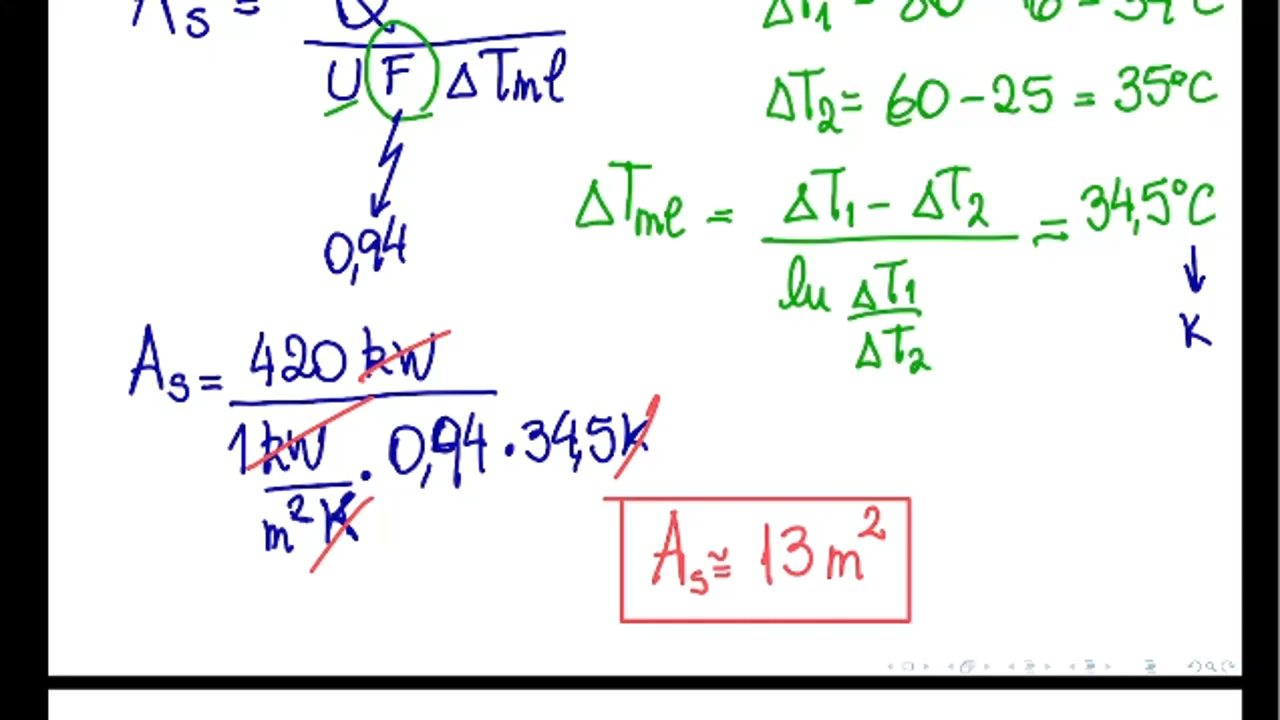 As = Q
U F ΔTml
0,94
ΔT2 = 60 - 25 = 35°C
ΔTml = ΔT1 - ΔT2 ≈ 34,5°C
ln ΔT1
ΔT2
K
As = 420 kW
1 kW . 0,94 . 34,5 K
m² K
As ≅ 13 m²